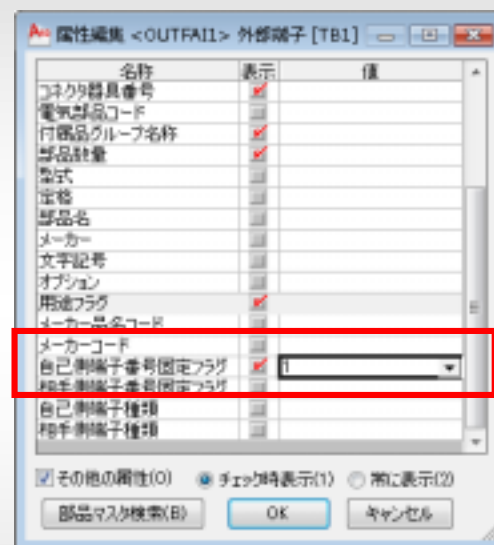 属性編集 <OUTFAI1> 外部端子 [TB1]
名称 表示 値
コネクタ器具番号
電気部品コード
付属品グループ名称
部品数量
型式
定格
部品名
メーカー
文字記号
オプション
用途フラグ
メーカー品名コード
メーカーコード
自己側端子番号固定フラグ 1
相手側端子番号固定フラグ
自己側端子種類
相手側端子種類
その他の属性(O) チェック時表示(1) 常に表示(2)
部品マスタ検索(B) OK キャンセル